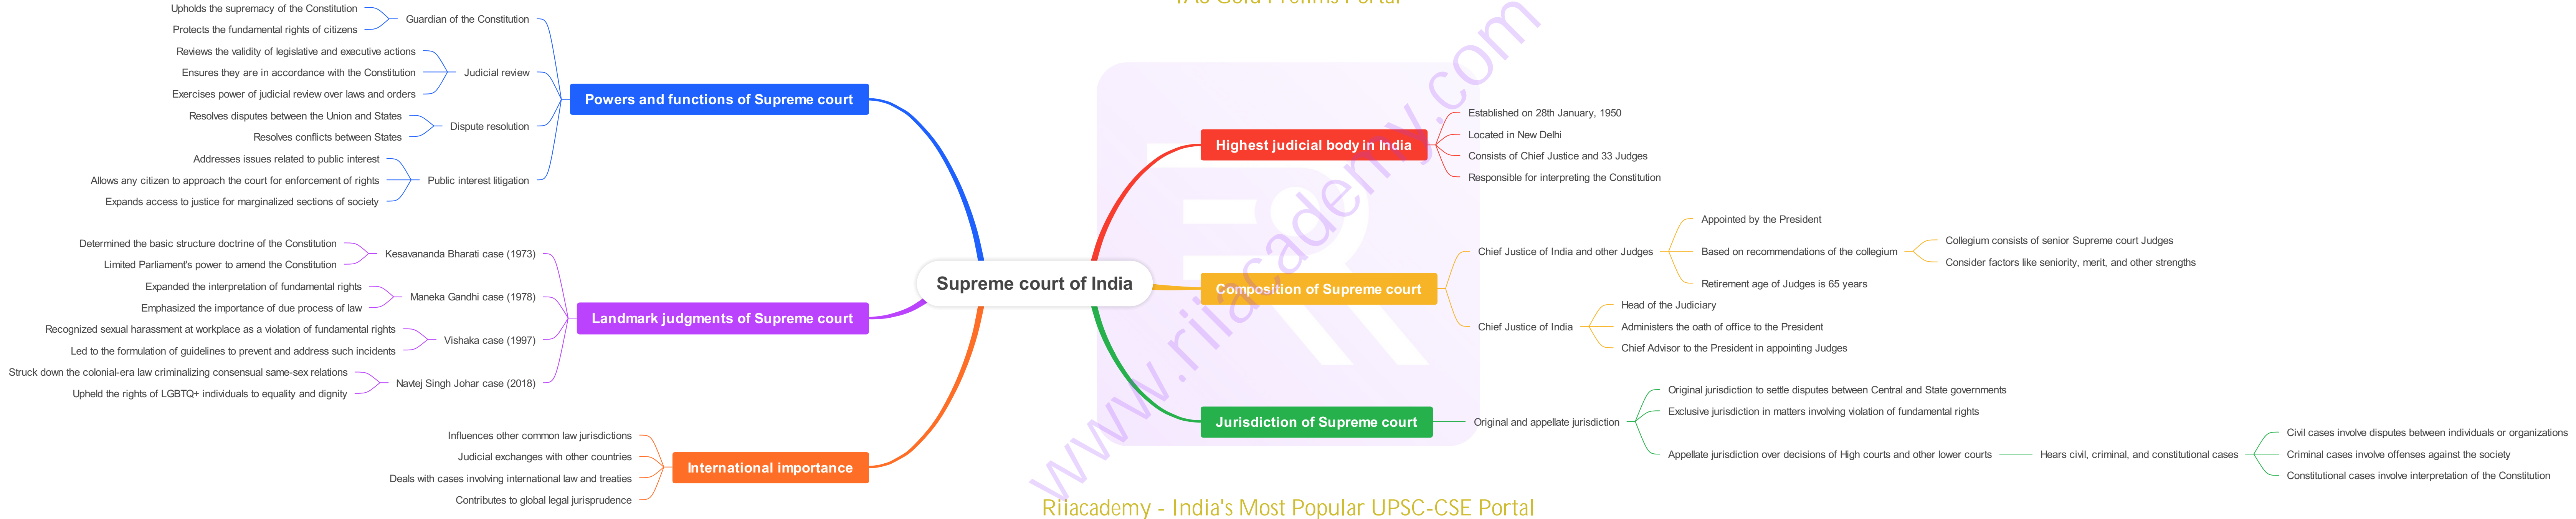 IAS Gold Prelims Portal
Supreme court of India
Powers and functions of Supreme court
Guardian of the Constitution
Upholds the supremacy of the Constitution
Protects the fundamental rights of citizens
Judicial review
Reviews the validity of legislative and executive actions
Ensures they are in accordance with the Constitution
Exercises power of judicial review over laws and orders
Dispute resolution
Resolves disputes between the Union and States
Resolves conflicts between States
Public interest litigation
Addresses issues related to public interest
Allows any citizen to approach the court for enforcement of rights
Expands access to justice for marginalized sections of society
Landmark judgments of Supreme court
Kesavananda Bharati case (1973)
Determined the basic structure doctrine of the Constitution
Limited Parliament's power to amend the Constitution
Maneka Gandhi case (1978)
Expanded the interpretation of fundamental rights
Emphasized the importance of due process of law
Vishaka case (1997)
Recognized sexual harassment at workplace as a violation of fundamental rights
Led to the formulation of guidelines to prevent and address such incidents
Navtej Singh Johar case (2018)
Struck down the colonial-era law criminalizing consensual same-sex relations
Upheld the rights of LGBTQ+ individuals to equality and dignity
International importance
Influences other common law jurisdictions
Judicial exchanges with other countries
Deals with cases involving international law and treaties
Contributes to global legal jurisprudence
Highest judicial body in India
Established on 28th January, 1950
Located in New Delhi
Consists of Chief Justice and 33 Judges
Responsible for interpreting the Constitution
Composition of Supreme court
Chief Justice of India and other Judges
Appointed by the President
Based on recommendations of the collegium
Collegium consists of senior Supreme court Judges
Consider factors like seniority, merit, and other strengths
Retirement age of Judges is 65 years
Chief Justice of India
Head of the Judiciary
Administers the oath of office to the President
Chief Advisor to the President in appointing Judges
Jurisdiction of Supreme court
Original and appellate jurisdiction
Original jurisdiction to settle disputes between Central and State governments
Exclusive jurisdiction in matters involving violation of fundamental rights
Appellate jurisdiction over decisions of High courts and other lower courts
Hears civil, criminal, and constitutional cases
Civil cases involve disputes between individuals or organizations
Criminal cases involve offenses against the society
Constitutional cases involve interpretation of the Constitution
www.riiacademy.com
Riiacademy - India's Most Popular UPSC-CSE Portal